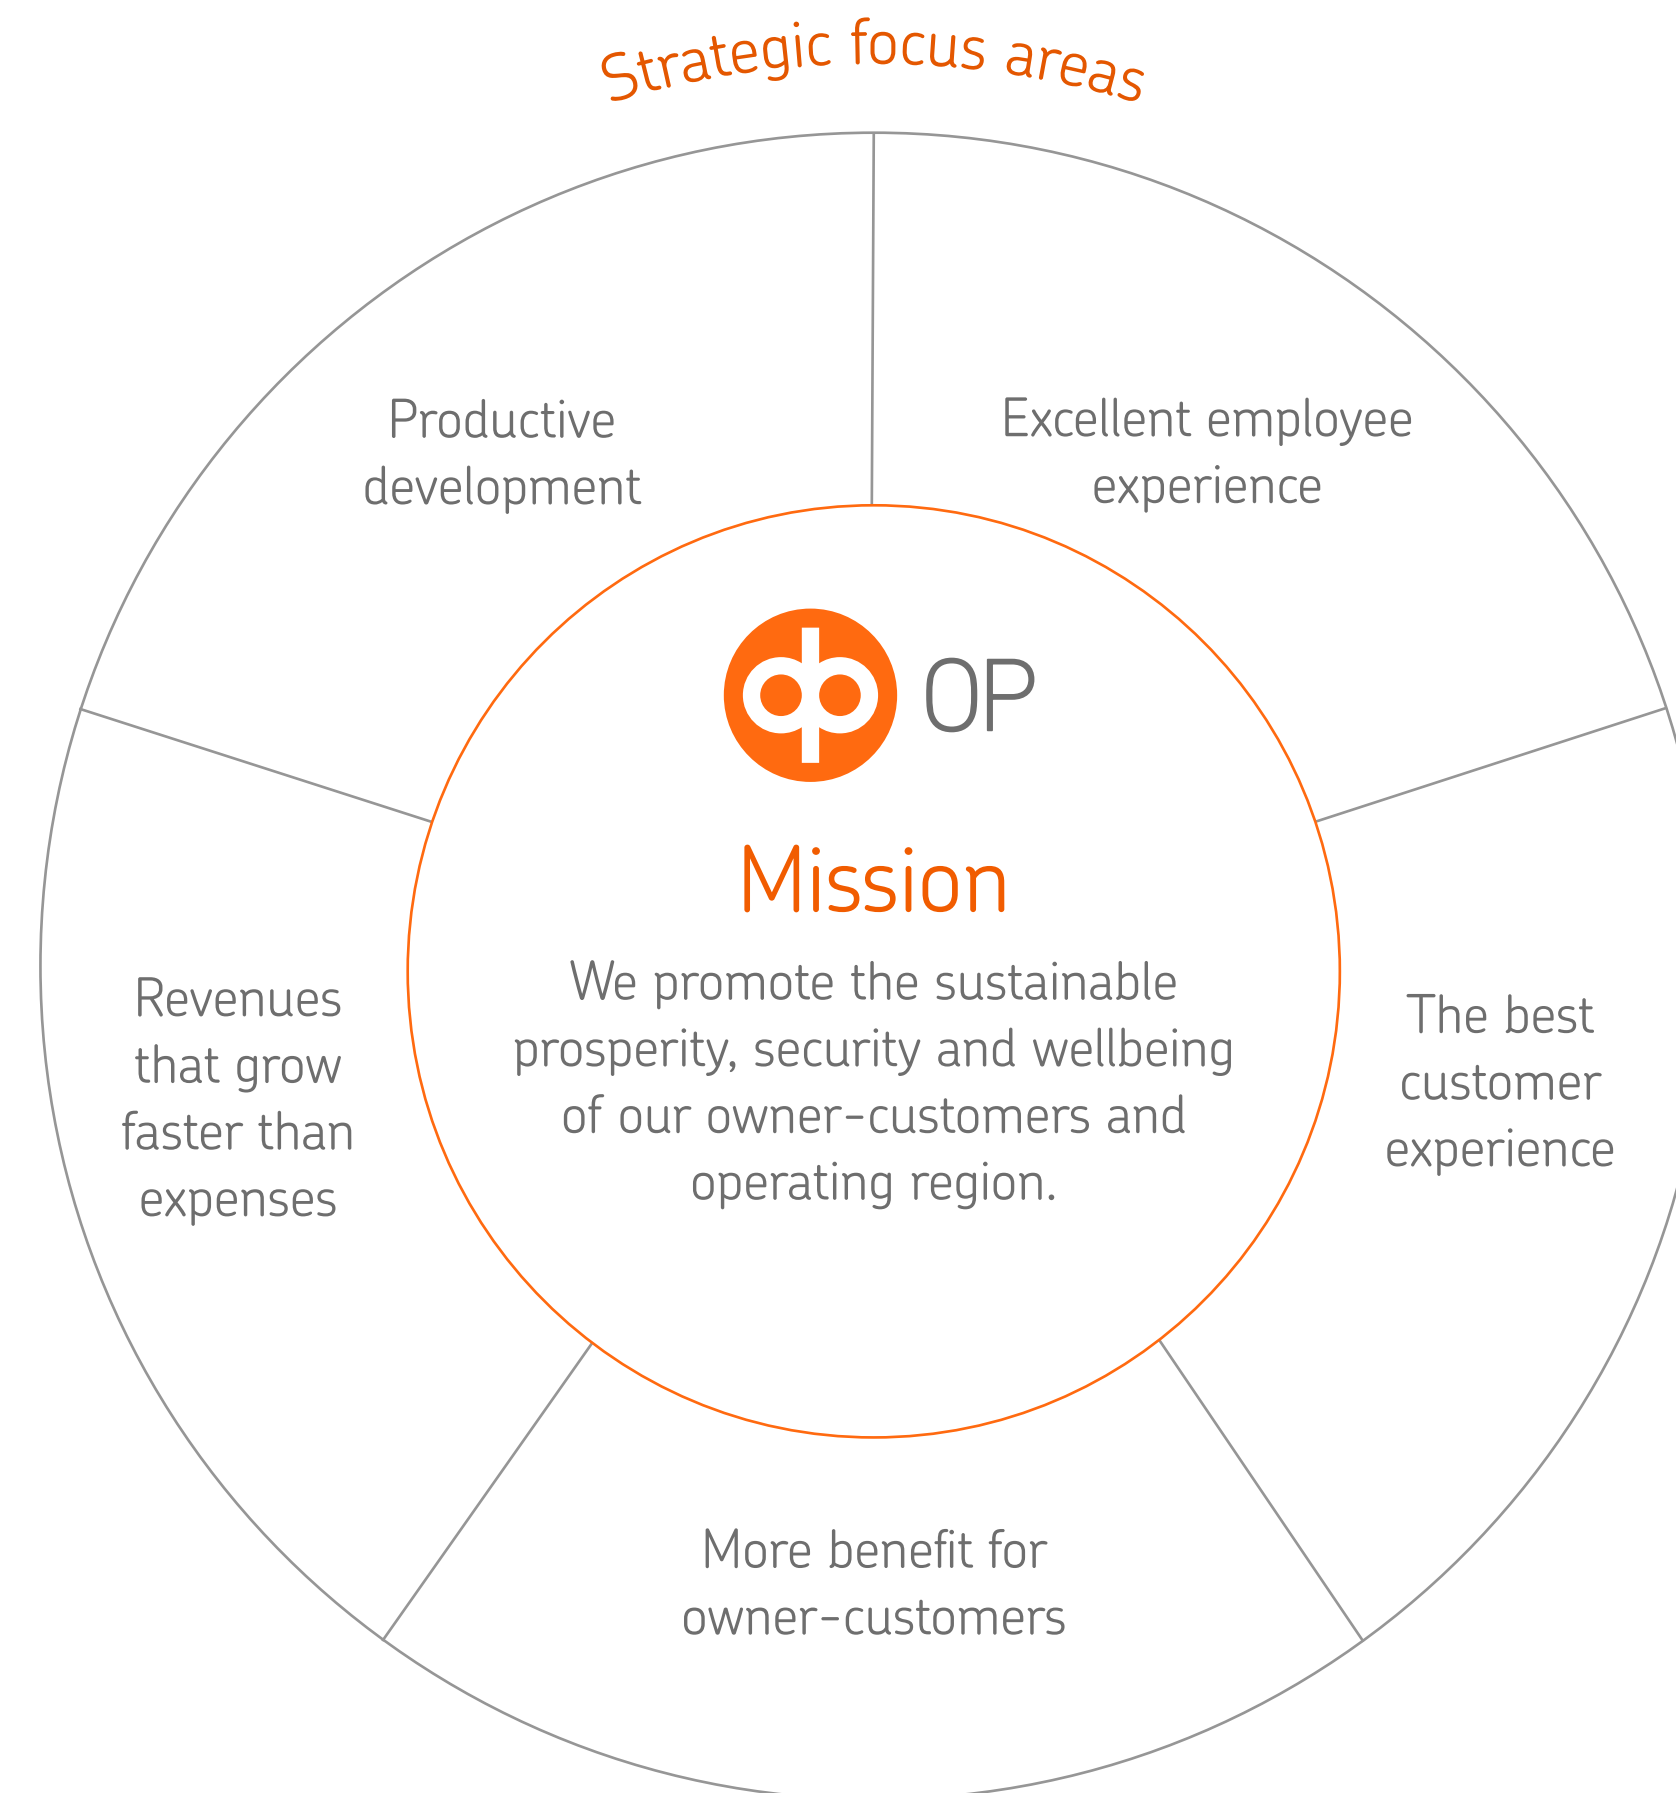 Strategic focus areas
Productive
development
Excellent employee
experience
OP
Mission
We promote the sustainable
prosperity, security and wellbeing
of our owner-customers and
operating region.
Revenues
that grow
faster than
expenses
The best
customer
experience
More benefit for
owner-customers